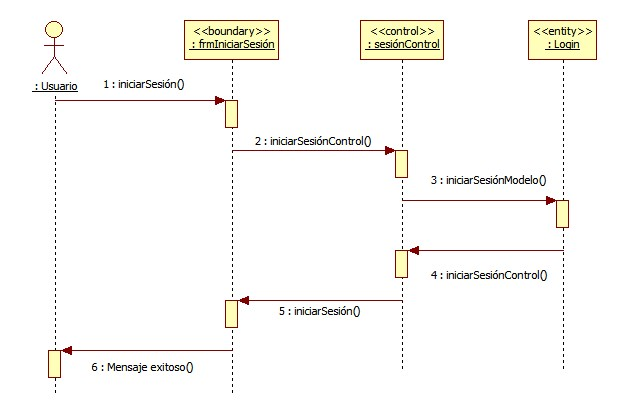 <<boundary>>
: frmIniciarSesión
<<control>>
: sesiónControl
<<entity>>
: Login
: Usuario
1 : iniciarSesión()
2 : iniciarSesiónControl()
3 : iniciarSesiónModelo()
4 : iniciarSesiónControl()
5 : iniciarSesión()
6 : Mensaje exitoso()